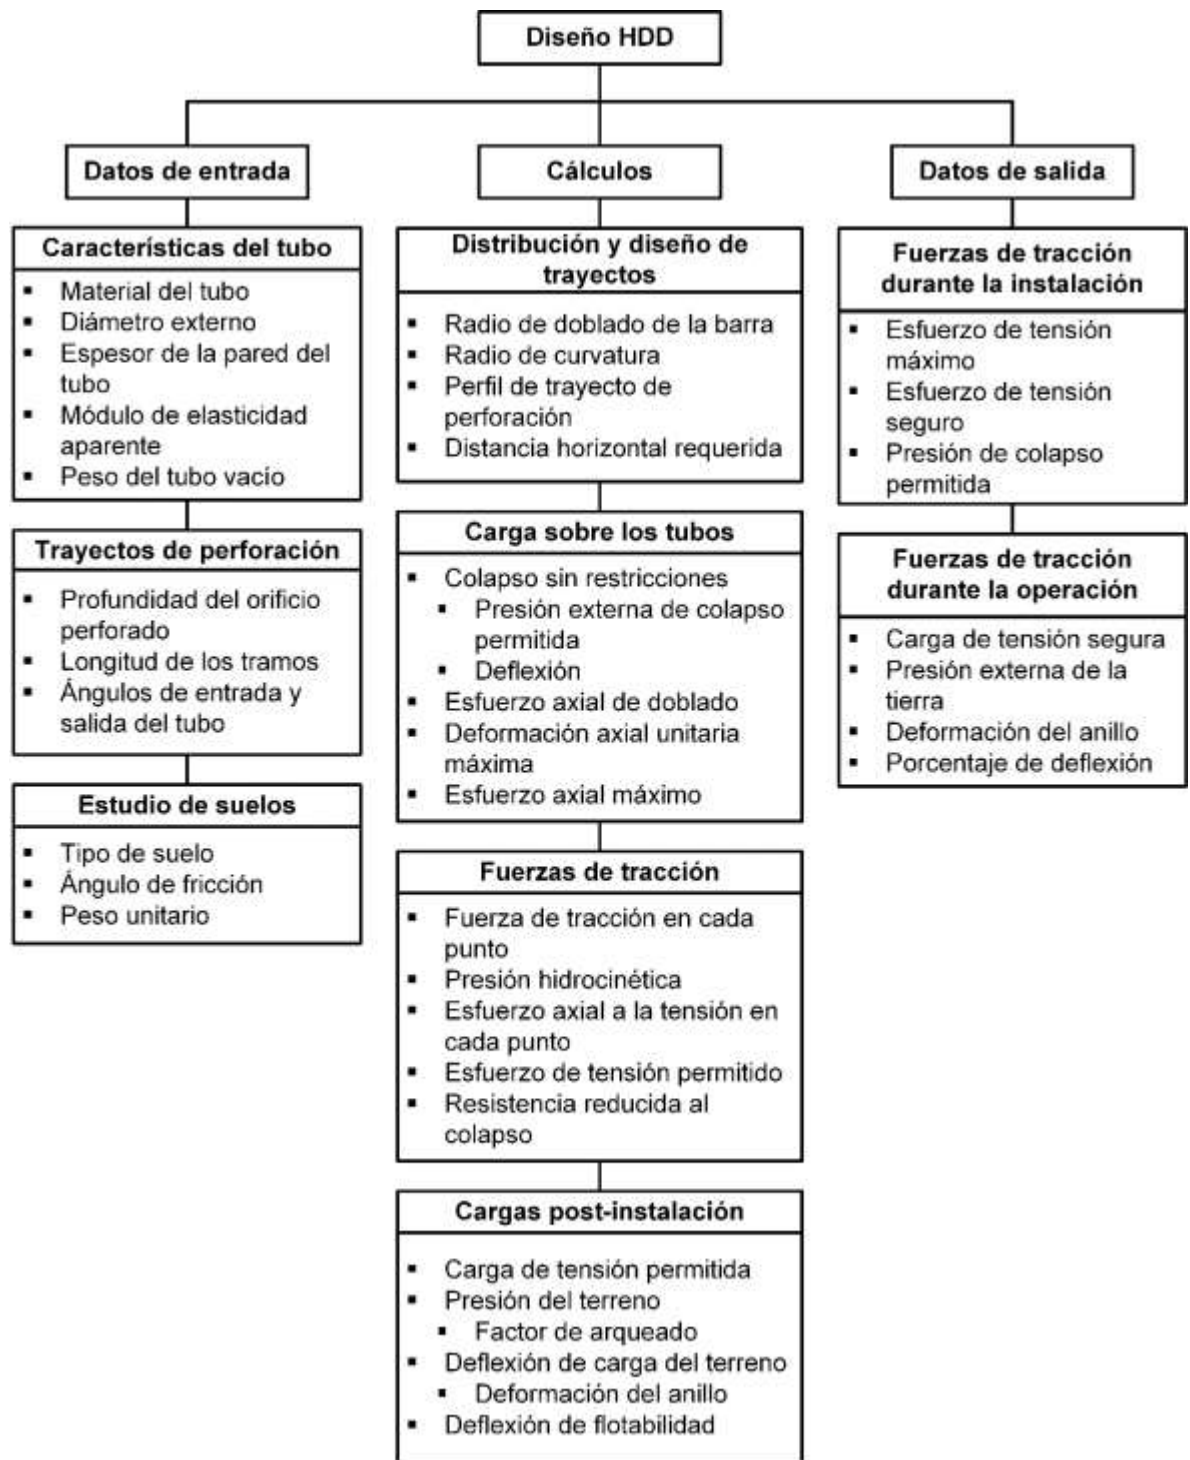 Diseño HDD
Datos de entrada
Características del tubo
▪ Material del tubo
▪ Diámetro externo
▪ Espesor de la pared del
tubo
▪ Módulo de elasticidad
aparente
▪ Peso del tubo vacío
Trayectos de perforación
▪ Profundidad del orificio
perforado
▪ Longitud de los tramos
▪ Ángulos de entrada y
salida del tubo
Estudio de suelos
▪ Tipo de suelo
▪ Ángulo de fricción
▪ Peso unitario
Cálculos
Distribución y diseño de
trayectos
▪ Radio de doblado de la barra
▪ Radio de curvatura
▪ Perfil de trayecto de
perforación
▪ Distancia horizontal requerida
Carga sobre los tubos
▪ Colapso sin restricciones
▪ Presión externa de colapso
permitida
▪ Deflexión
▪ Esfuerzo axial de doblado
▪ Deformación axial unitaria
máxima
▪ Esfuerzo axial máximo
Fuerzas de tracción
▪ Fuerza de tracción en cada
punto
▪ Presión hidrocinética
▪ Esfuerzo axial a la tensión en
cada punto
▪ Esfuerzo de tensión permitido
▪ Resistencia reducida al
colapso
Cargas post-instalación
▪ Carga de tensión permitida
▪ Presión del terreno
▪ Factor de arqueado
▪ Deflexión de carga del terreno
▪ Deformación del anillo
▪ Deflexión de flotabilidad
Datos de salida
Fuerzas de tracción
durante la instalación
▪ Esfuerzo de tensión
máximo
▪ Esfuerzo de tensión
seguro
▪ Presión de colapso
permitida
Fuerzas de tracción
durante la operación
▪ Carga de tensión segura
▪ Presión externa de la
tierra
▪ Deformación del anillo
▪ Porcentaje de deflexión